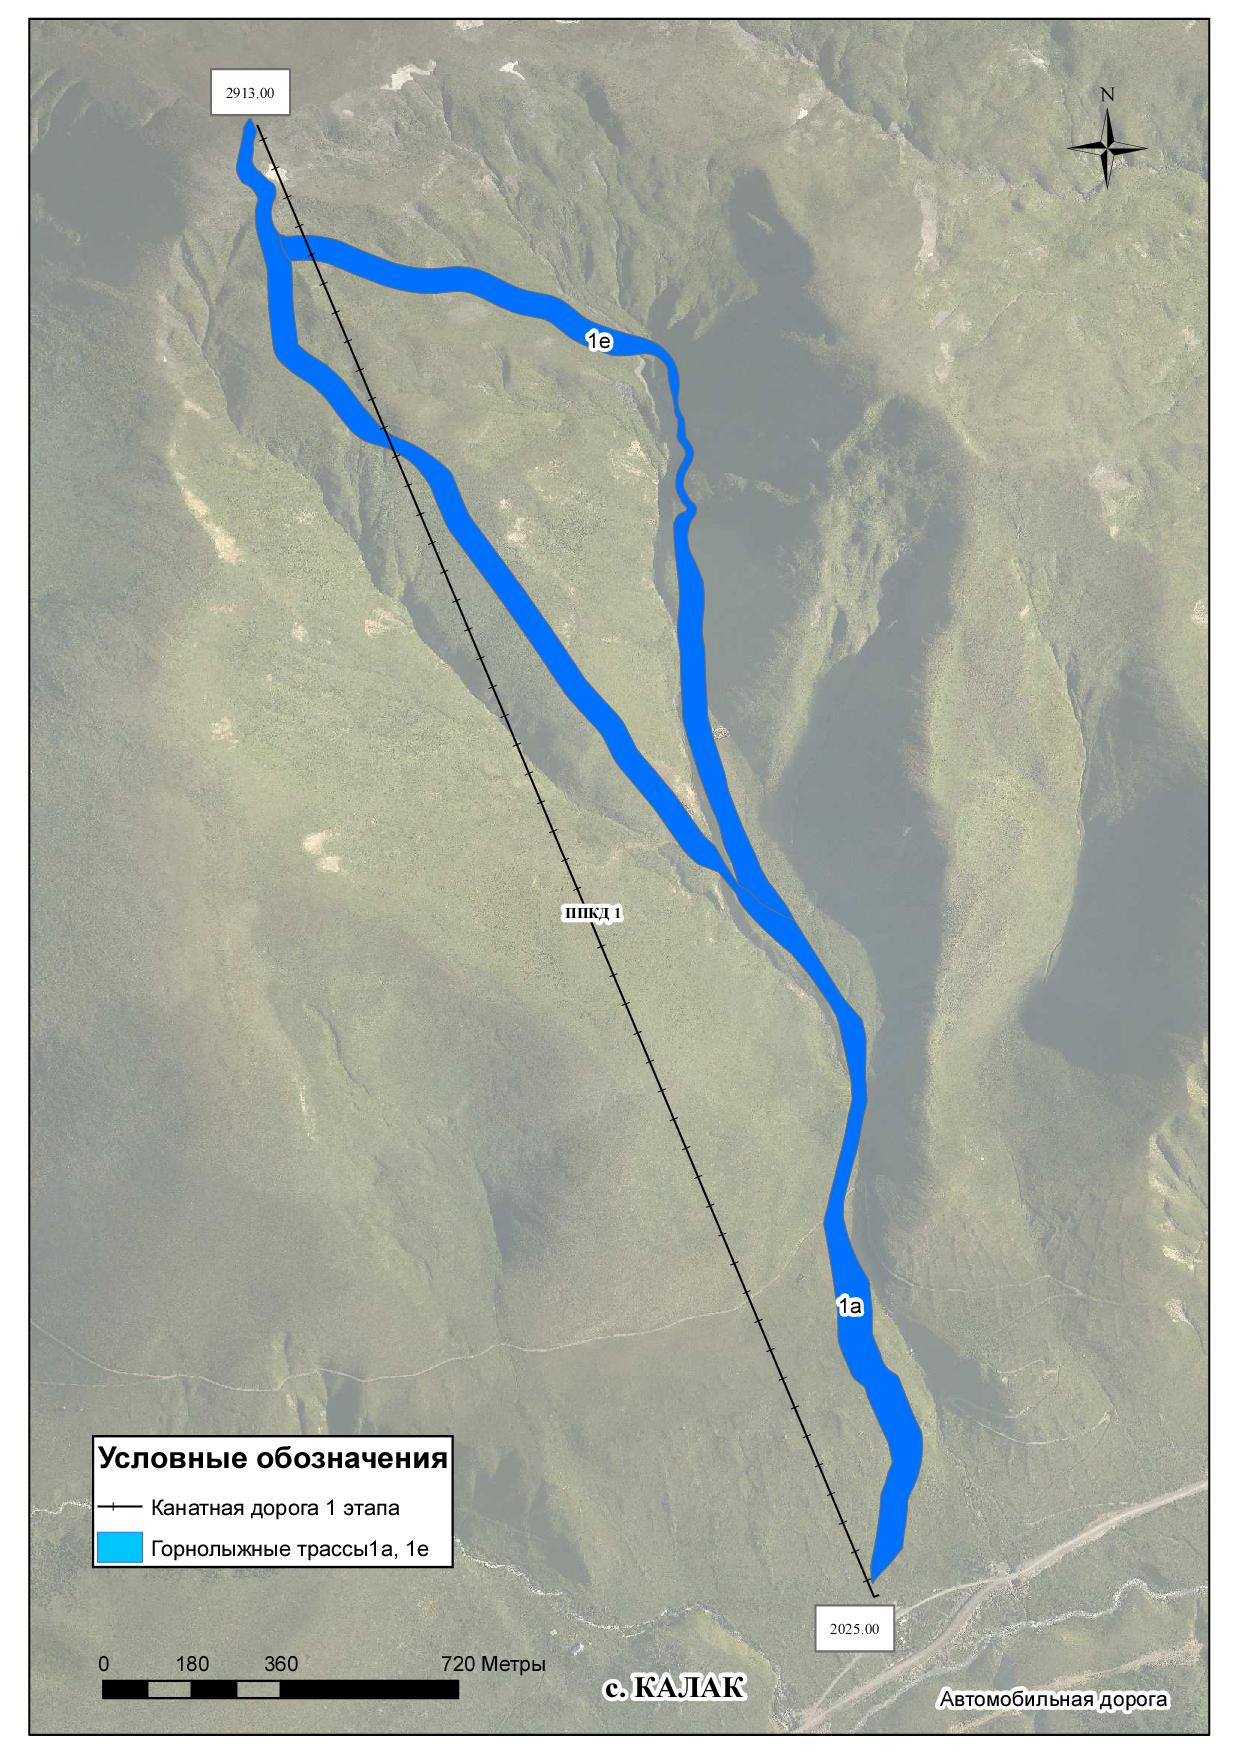 2913.00
N
1е
ППКД 1
1а
Условные обозначения
Канатная дорога 1 этапа
Горнолыжные трассы1а, 1е
2025.00
0 180 360 720 Метры
с. КАЛАК
Автомобильная дорога